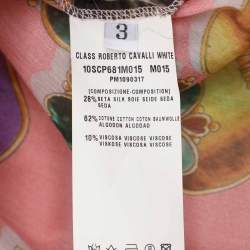 3
CLASS ROBERTO CAVALLI WHITE
10SCP681M015 M015
PM1090317
[COMPOSIZIONE-COMPOSITION]
28% SETA SILK SOIE SEIDE SEDA
SEDA
62% COTONE COTTON COTON BAUMWOLLE
ALGODON ALGODAO
10% VISCOSA VISCOSE VISCOSE
VISKOSE VISCOSA VISCOSE